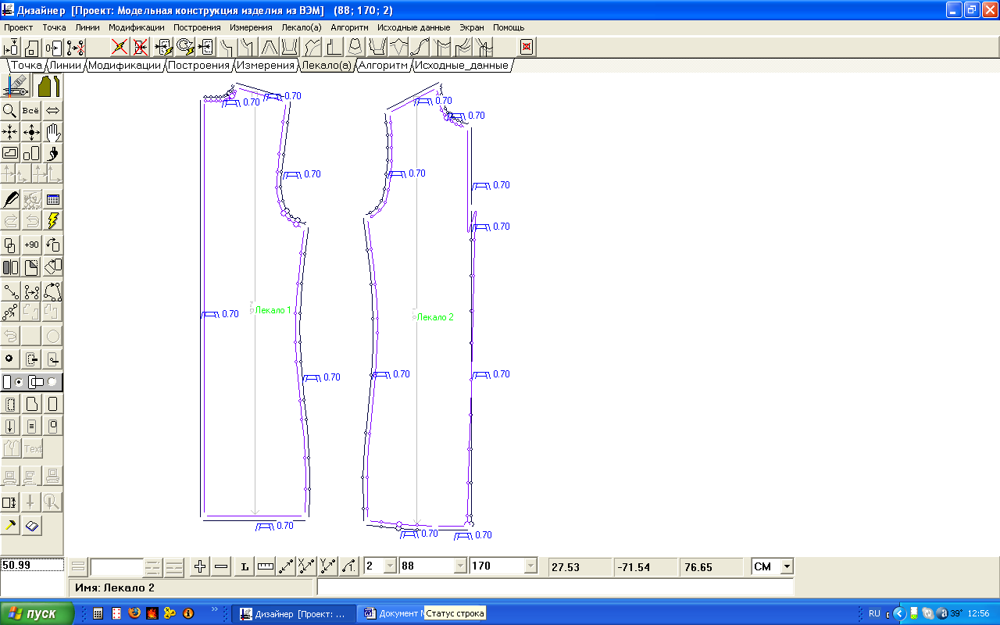 Дизайнер [Проект: Модельная конструкция изделия из ВЭМ] (88; 170; 2)
Проект Точка Линии Модификации Построения Измерения Лекало(а) Алгоритм Исходные данные Экран Помощь
Точка Линии Модификации Построения Измерения Лекало(а) Алгоритм Исходные_данные
0.70 0.70 0.70
0.70
Всё
0.70 0.70
0.70
0.70
+90
Лекало 1
0.70 Лекало 2
0.70 0.70 0.70
Text
0.70 0.70 0.70
50.99 L 2 88 170 27.53 -71.54 76.65 СМ
Имя: Лекало 2
пуск Дизайнер [Проект: ... Документ Статус строка RU 39° 12:56